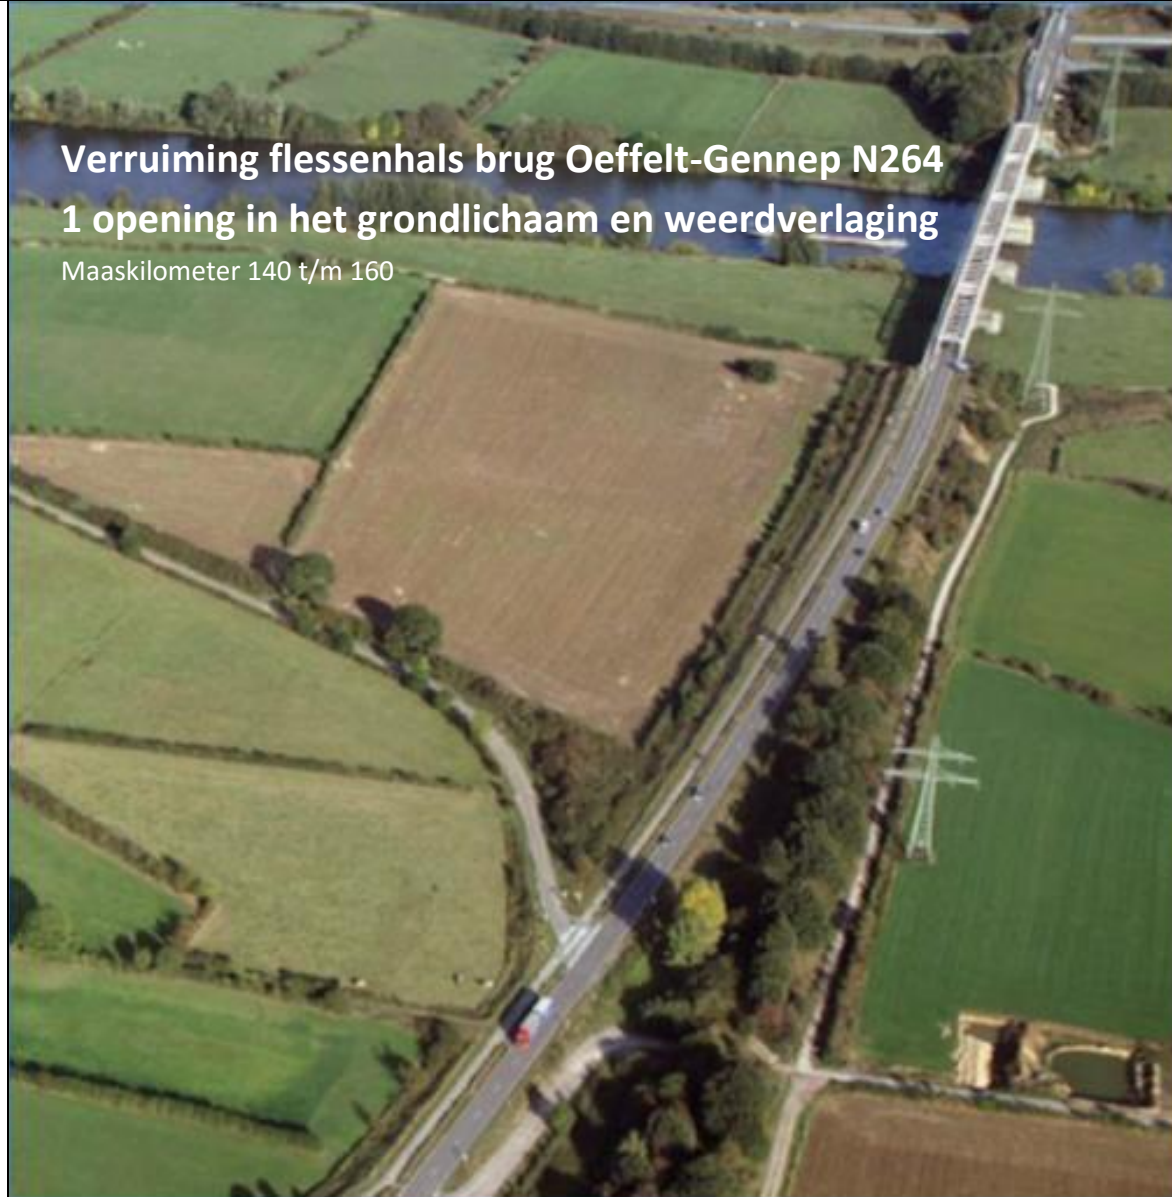 Verruiming flessenhals brug Oeffelt-Gennep N264
1 opening in het grondlichaam en weerdverlaging
Maaskilometer 140 t/m 160